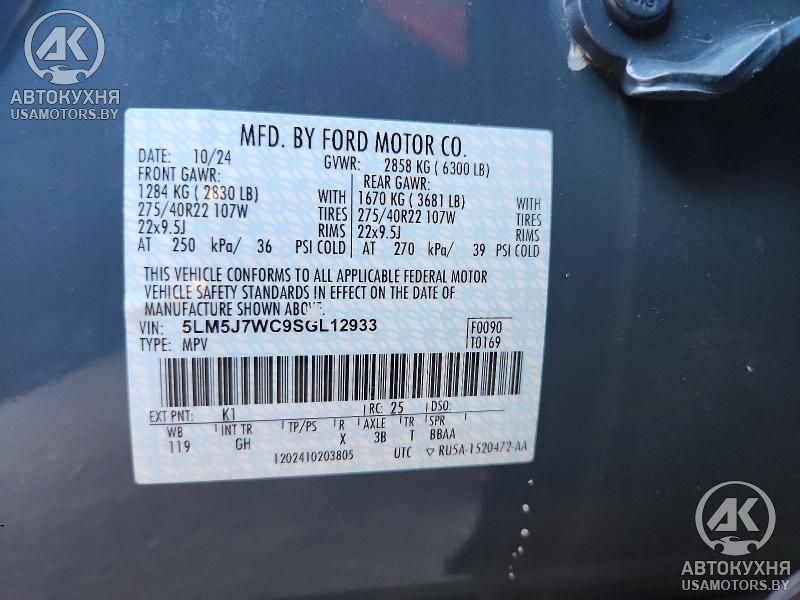 AK
АВТОКУХНЯ
USAMOTORS.BY
MFD. BY FORD MOTOR CO.
DATE: 10/24 GVWR: 2858 KG ( 6300 LB)
FRONT GAWR: REAR GAWR:
1284 KG ( 2830 LB) WITH 1670 KG ( 3681 LB) WITH
275/40R22 107W TIRES 275/40R22 107W TIRES
22x9.5J RIMS 22x9.5J RIMS
AT 250 kPa/ 36 PSI COLD AT 270 kPa/ 39 PSI COLD
THIS VEHICLE CONFORMS TO ALL APPLICABLE FEDERAL MOTOR
VEHICLE SAFETY STANDARDS IN EFFECT ON THE DATE OF
MANUFACTURE SHOWN ABOVE.
VIN: 5LM5J7WC9SGL12933 F0090
TYPE: MPV T0169
EXT PNT: K1 RC: 25 DSO:
WB INT TR TP/PS R AXLE TR SPR
119 GH X 3B T BBAA
1202410203805 UTC ▽ RU5A-1520472-AA
AK
АВТОКУХНЯ
USAMOTORS.BY